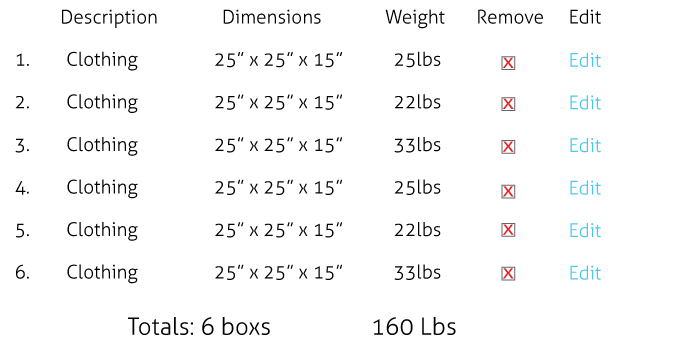 Description Dimensions Weight Remove Edit
1. Clothing 25” x 25” x 15” 25lbs X Edit
2. Clothing 25” x 25” x 15” 22lbs X Edit
3. Clothing 25” x 25” x 15” 33lbs X Edit
4. Clothing 25” x 25” x 15” 25lbs X Edit
5. Clothing 25” x 25” x 15” 22lbs X Edit
6. Clothing 25” x 25” x 15” 33lbs X Edit
Totals: 6 boxs 160 Lbs